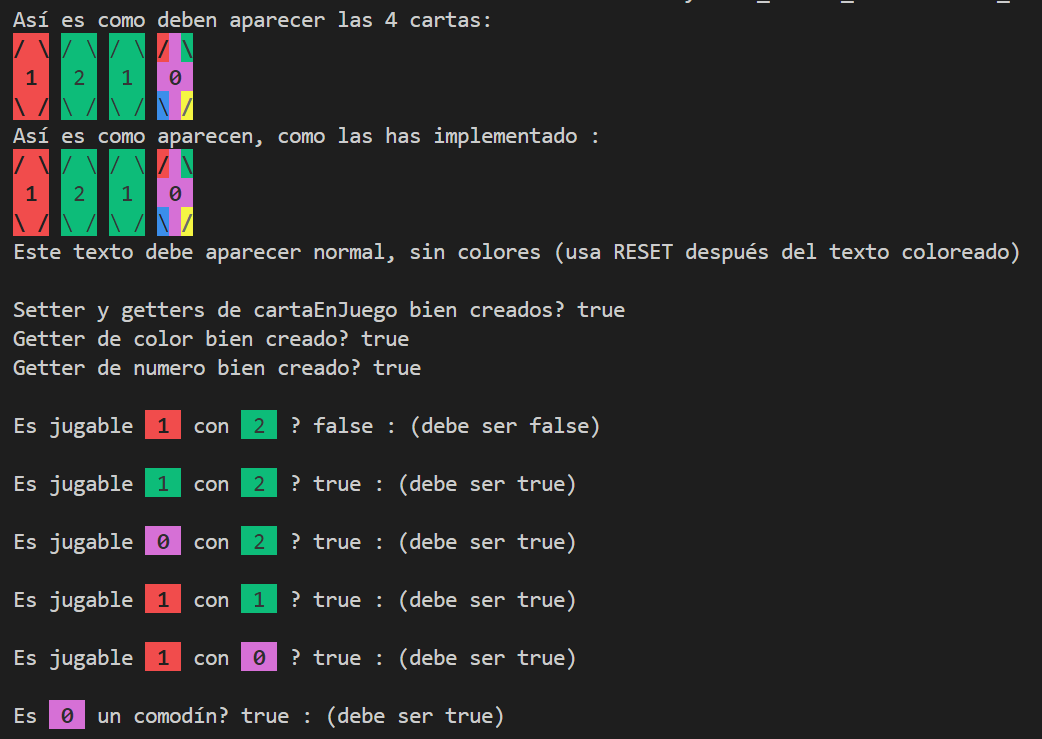 Así es como deben aparecer las 4 cartas:
/ \ / \ / \ / \
1 2 1 0
\ / \ / \ / \ /
Así es como aparecen, como las has implementado :
/ \ / \ / \ / \
1 2 1 0
\ / \ / \ / \ /
Este texto debe aparecer normal, sin colores (usa RESET después del texto coloreado)
Setter y getters de cartaEnJuego bien creados? true
Getter de color bien creado? true
Getter de numero bien creado? true
Es jugable 1 con 2 ? false : (debe ser false)
Es jugable 1 con 2 ? true : (debe ser true)
Es jugable 0 con 2 ? true : (debe ser true)
Es jugable 1 con 1 ? true : (debe ser true)
Es jugable 1 con 0 ? true : (debe ser true)
Es 0 un comodín? true : (debe ser true)